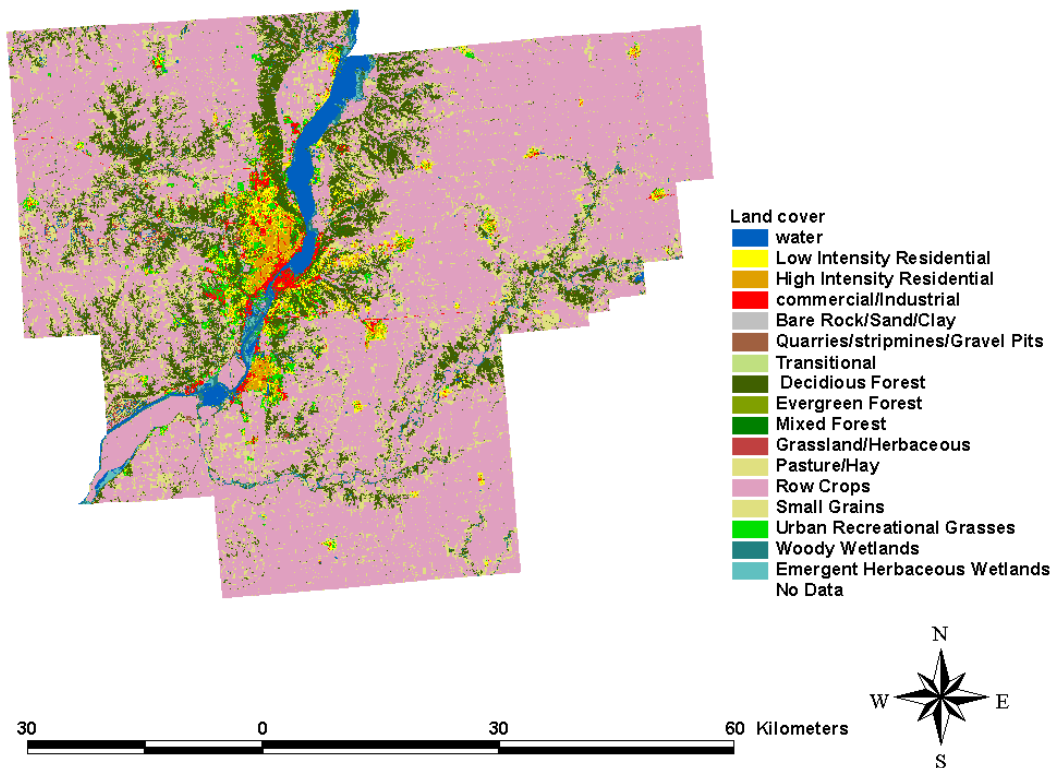 Land cover
water
Low Intensity Residential
High Intensity Residential
commercial/Industrial
Bare Rock/Sand/Clay
Quarries/stripmines/Gravel Pits
Transitional
Decidious Forest
Evergreen Forest
Mixed Forest
Grassland/Herbaceous
Pasture/Hay
Row Crops
Small Grains
Urban Recreational Grasses
Woody Wetlands
Emergent Herbaceous Wetlands
No Data
N
W E
S
30 0 30 60 Kilometers